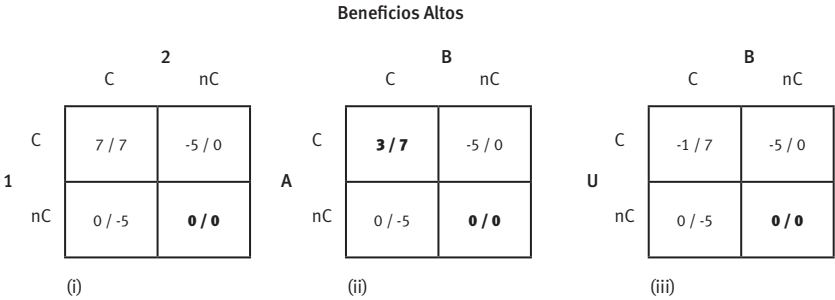 Beneficios Altos
2 B B
C nC C nC C nC
C 7 / 7 -5 / 0 C 3 / 7 -5 / 0 C -1 / 7 -5 / 0
1 A U
nC 0 / -5 0 / 0 nC 0 / -5 0 / 0 nC 0 / -5 0 / 0
(i) (ii) (iii)